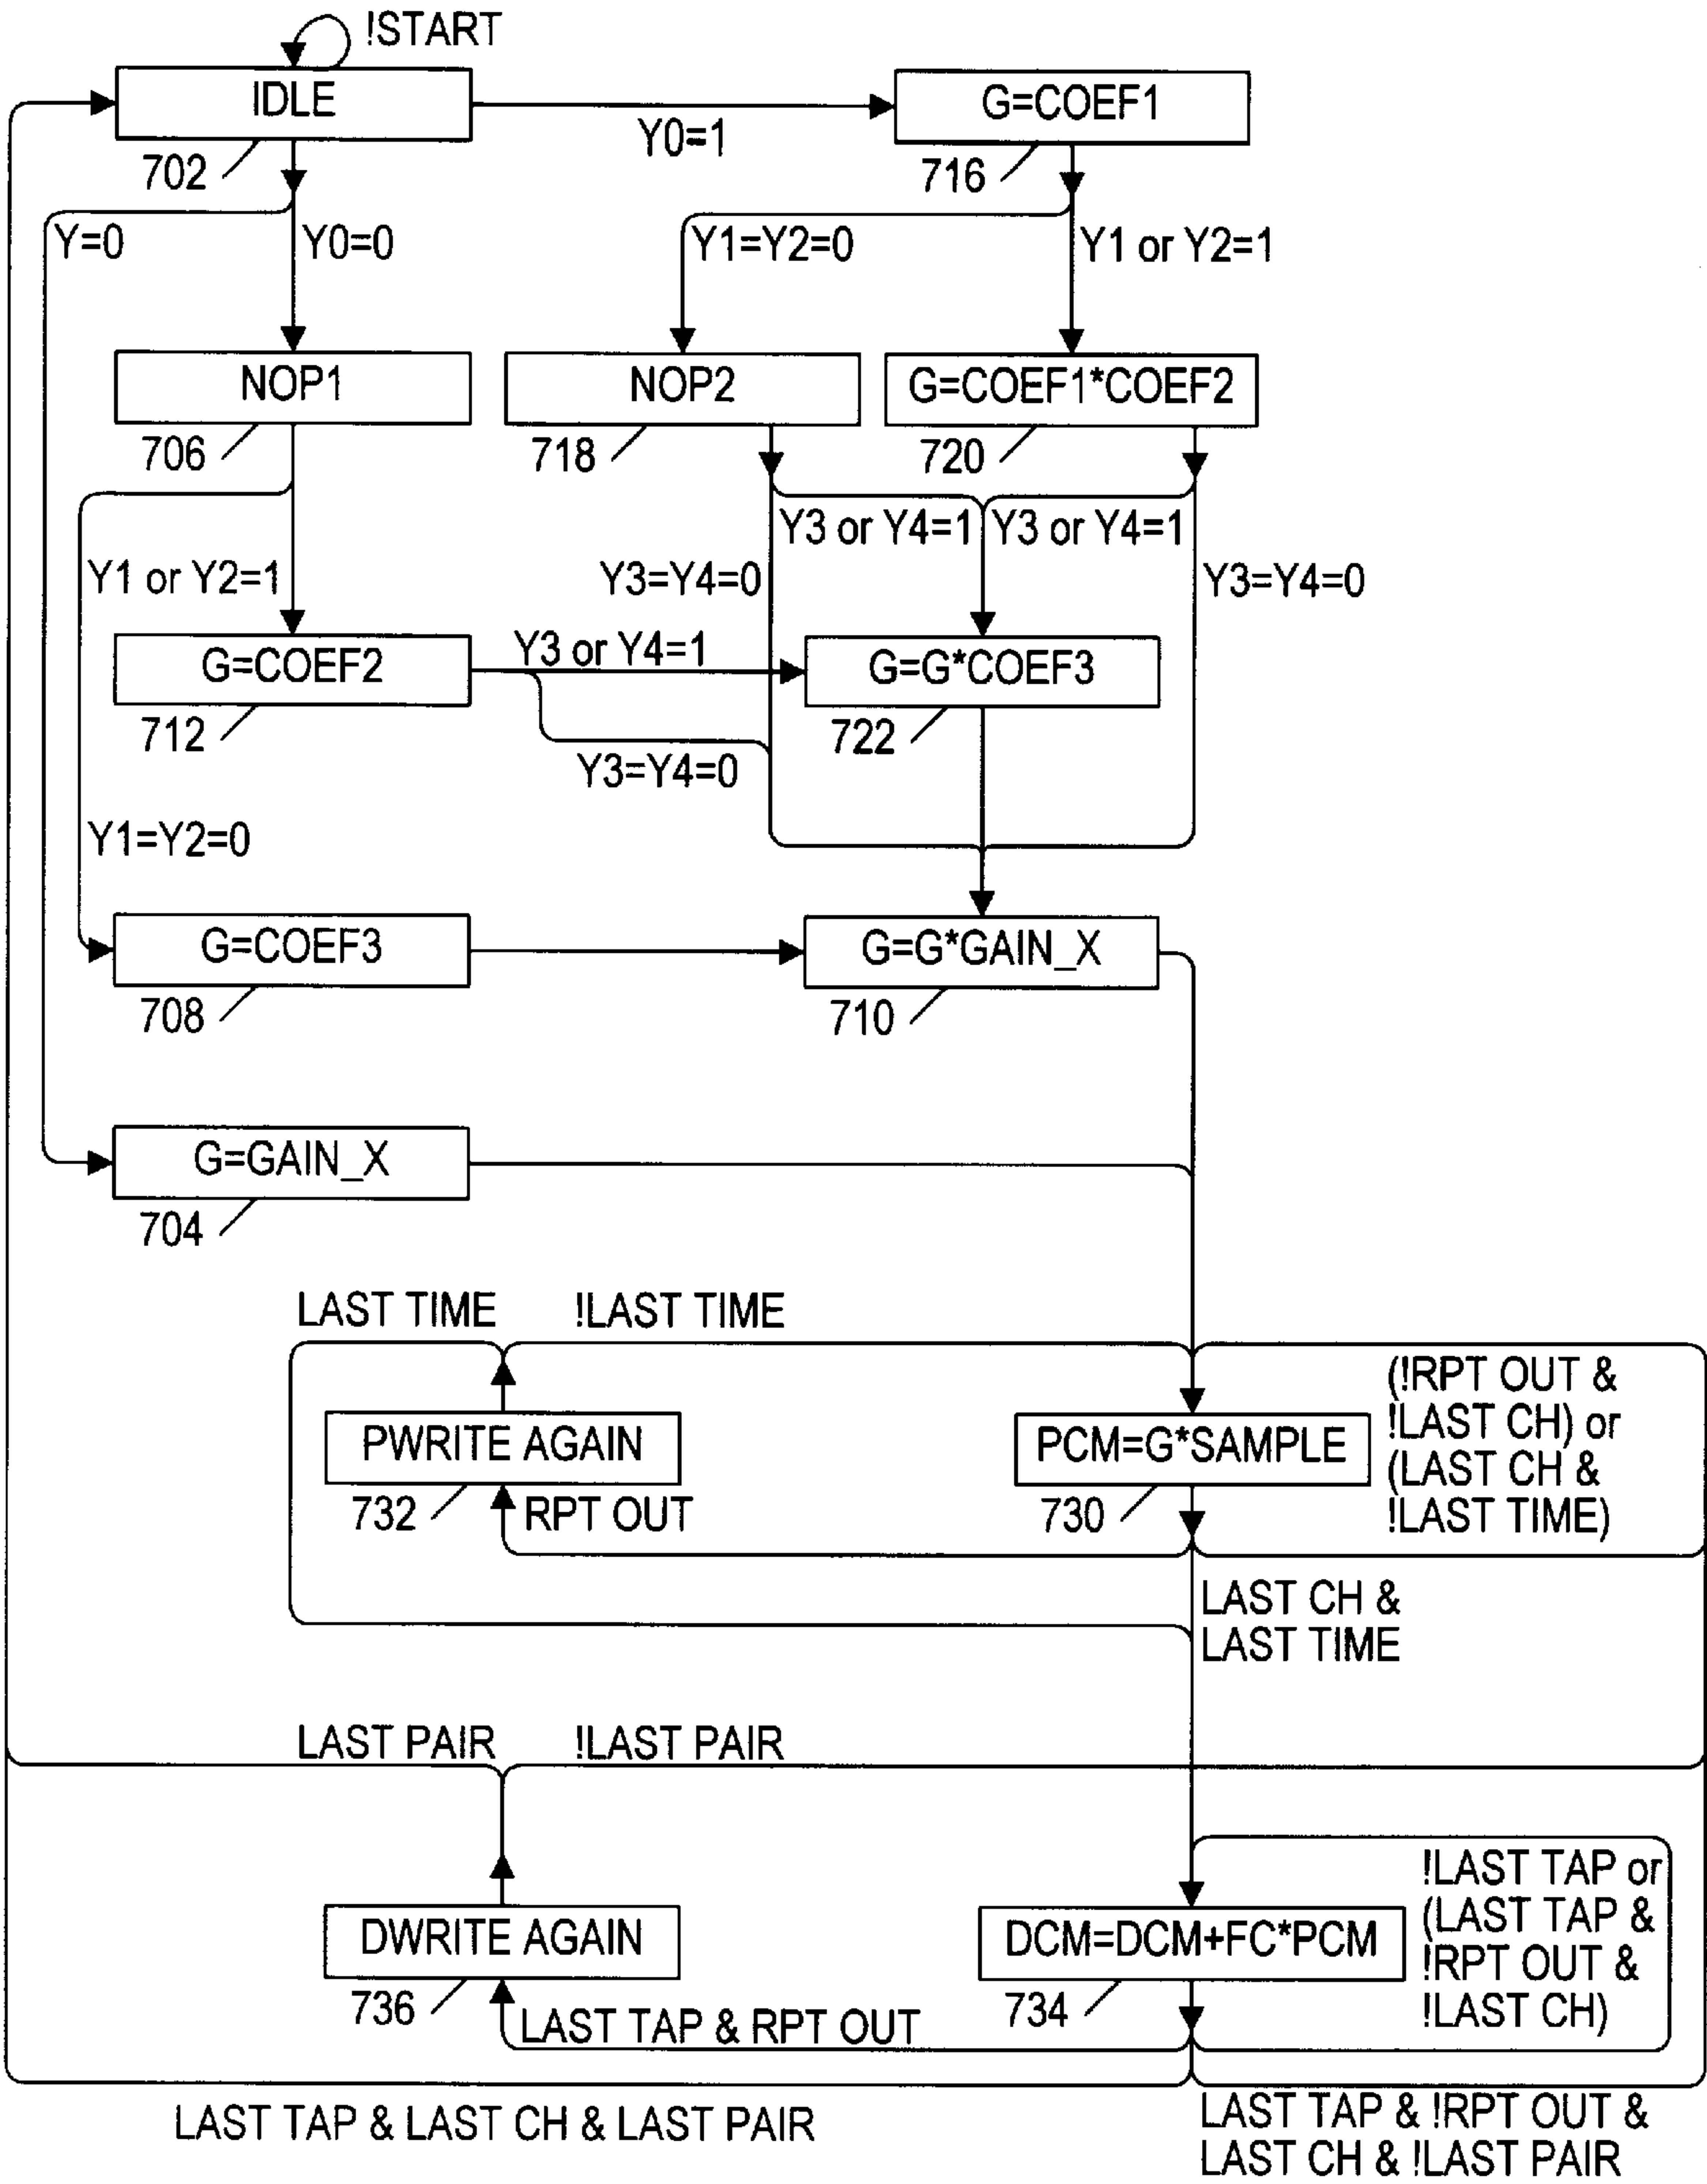 !START
IDLE
G=COEF1
Y0=1
702
716
Y=0
Y0=0
Y1=Y2=0
Y1 or Y2=1
NOP1
NOP2
G=COEF1*COEF2
706
718
720
Y3 or Y4=1
Y3 or Y4=1
Y1 or Y2=1
Y3=Y4=0
Y3=Y4=0
G=COEF2
Y3 or Y4=1
G=G*COEF3
712
722
Y3=Y4=0
Y1=Y2=0
G=COEF3
G=G*GAIN_X
708
710
G=GAIN_X
704
LAST TIME
!LAST TIME
(!RPT OUT &
!LAST CH) or
(LAST CH &
!LAST TIME)
PWRITE AGAIN
PCM=G*SAMPLE
732
RPT OUT
730
LAST CH &
LAST TIME
LAST PAIR
!LAST PAIR
!LAST TAP or
(LAST TAP &
!RPT OUT &
!LAST CH)
DWRITE AGAIN
DCM=DCM+FC*PCM
736
734
LAST TAP & RPT OUT
LAST TAP & LAST CH & LAST PAIR
LAST TAP & !RPT OUT &
LAST CH & !LAST PAIR